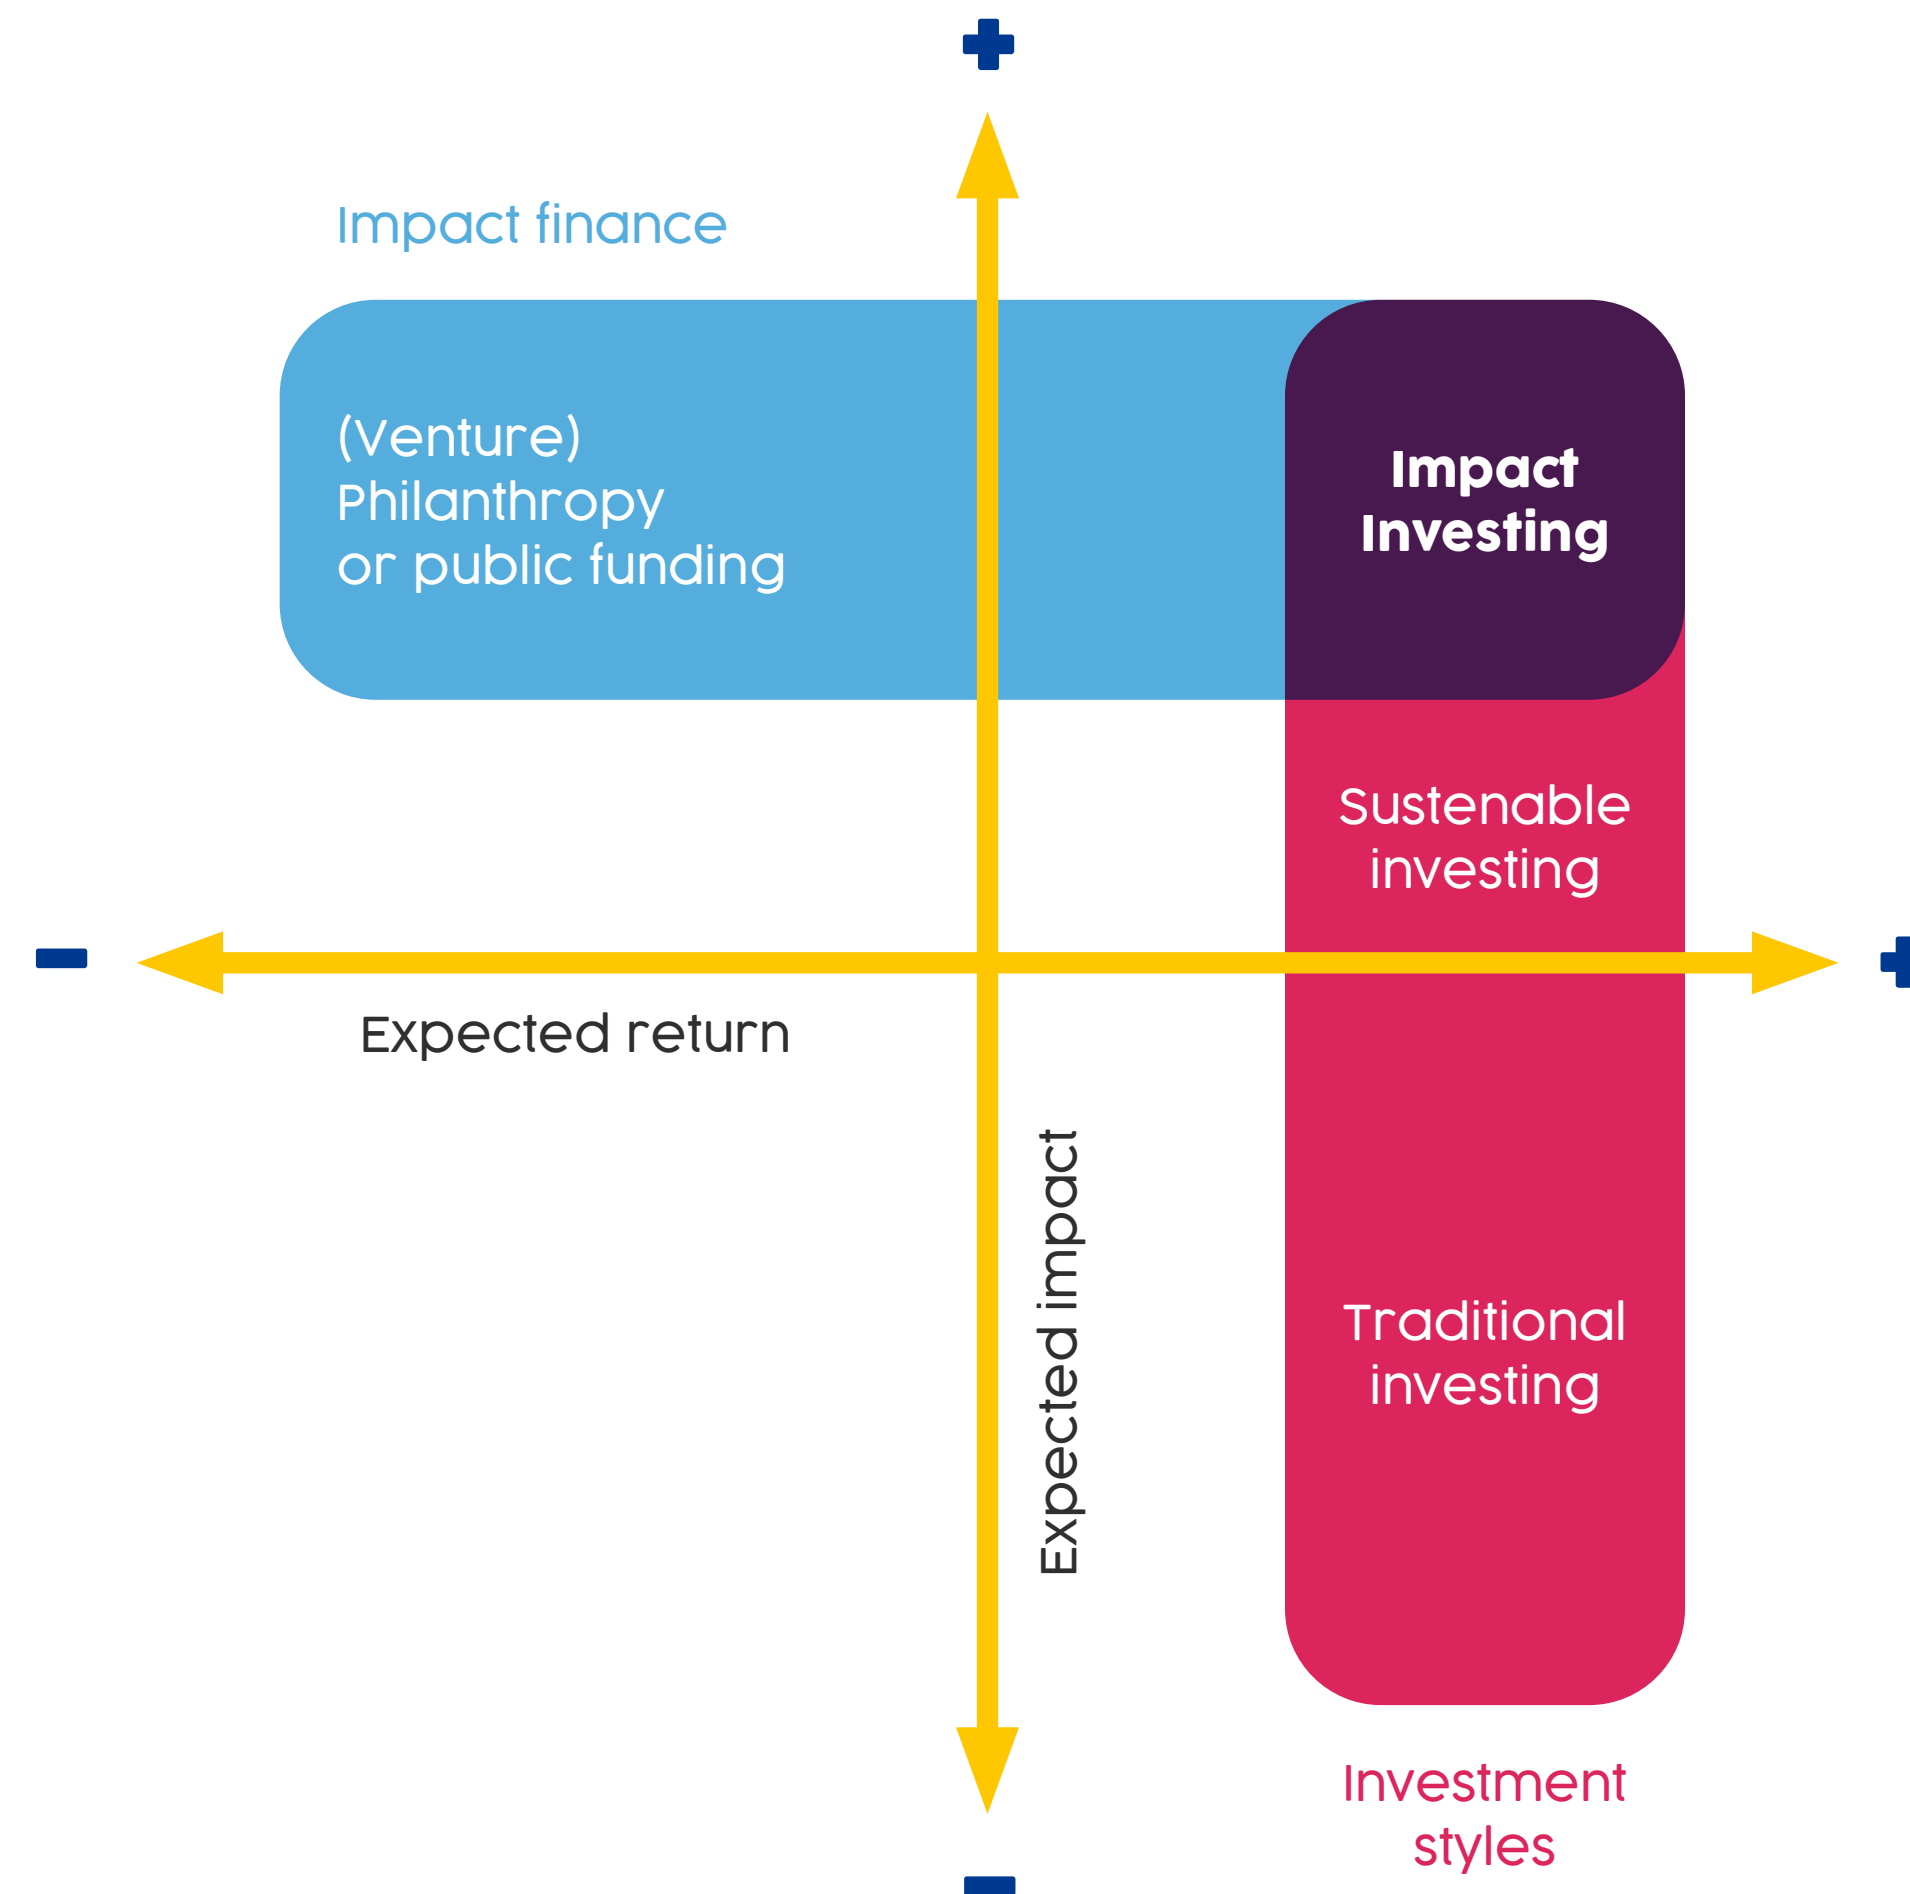 Impact finance
(Venture)
Philanthropy
or public funding
Impact
Investing
Sustenable
investing
Expected return
Expected impact
Traditional
investing
Investment
styles